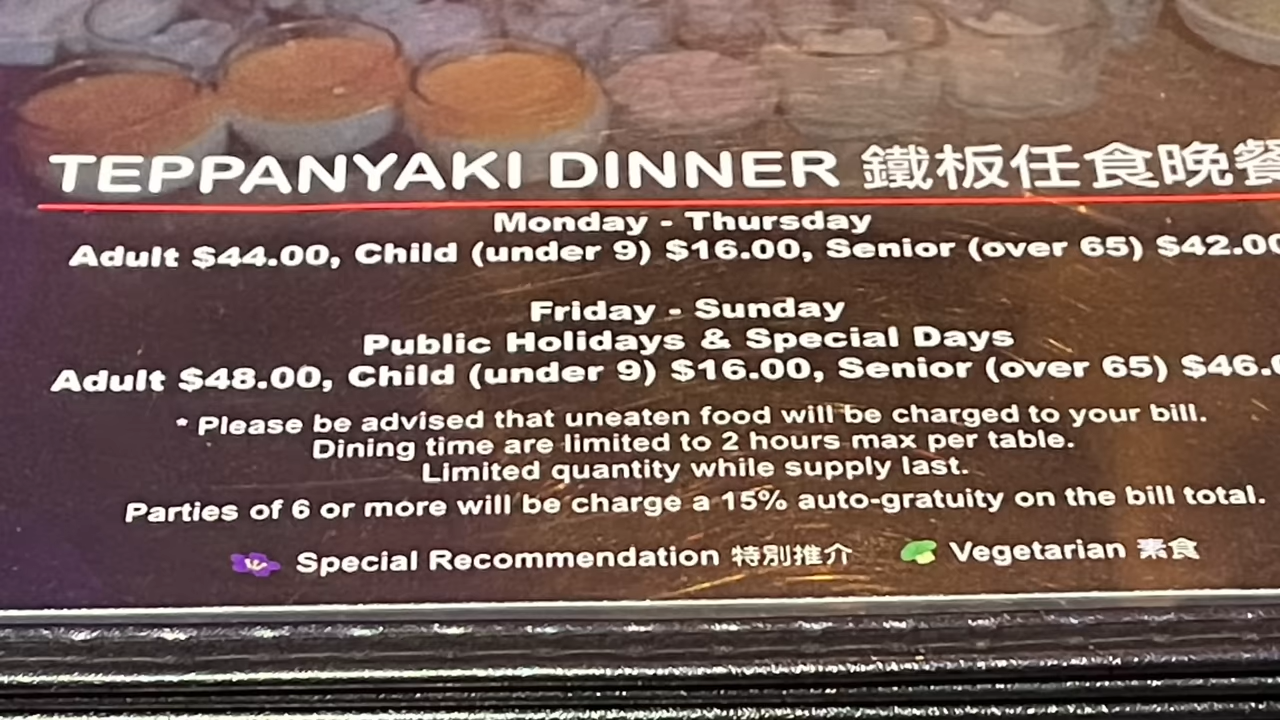 TEPPANYAKI DINNER 鐵板任食晚餐
Monday - Thursday
Adult $44.00, Child (under 9) $16.00, Senior (over 65) $42.00
Friday - Sunday
Public Holidays & Special Days
Adult $48.00, Child (under 9) $16.00, Senior (over 65) $46.0
* Please be advised that uneaten food will be charged to your bill.
Dining time are limited to 2 hours max per table.
Limited quantity while supply last.
Parties of 6 or more will be charge a 15% auto-gratuity on the bill total.
Special Recommendation 特別推介 Vegetarian 素食